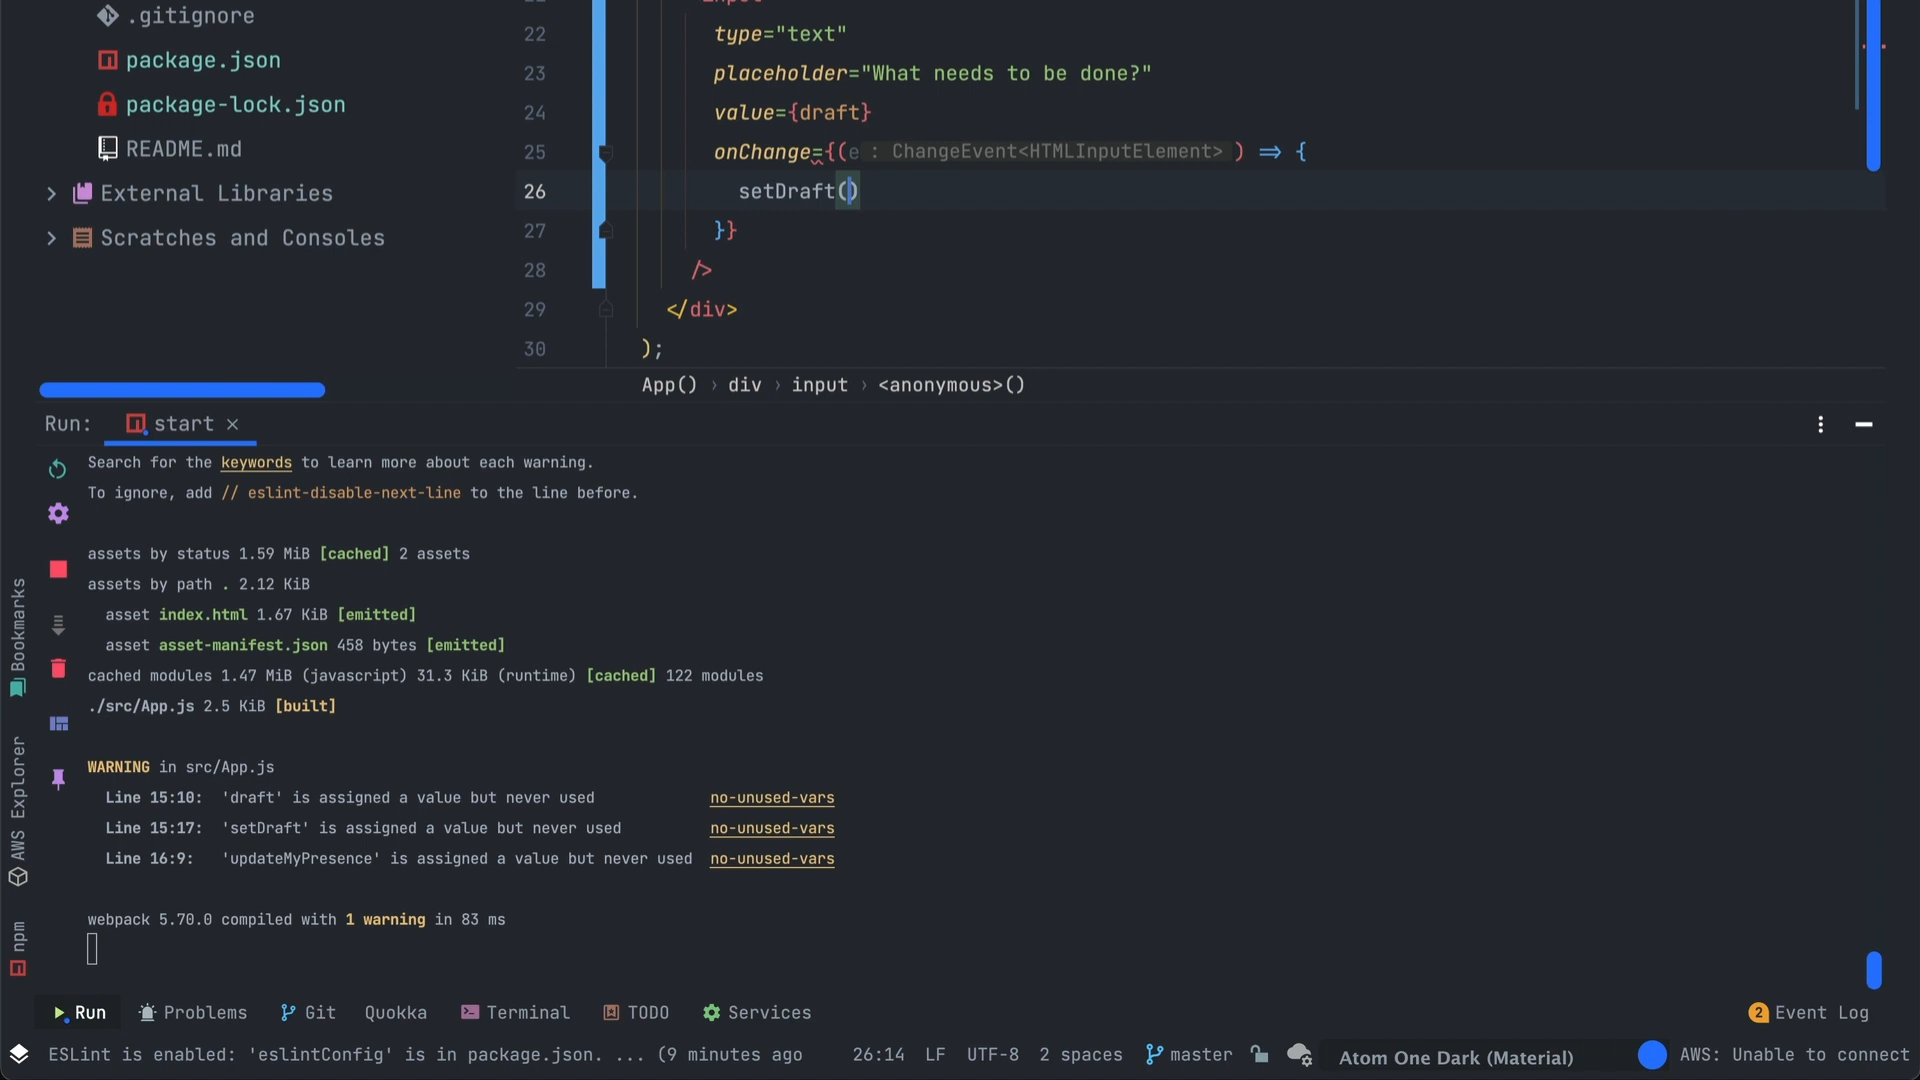 .gitignore
package.json
package-lock.json
README.md
External Libraries
Scratches and Consoles
22 type="text"
23 placeholder="What needs to be done?"
24 value={draft}
25 onChange={(e : ChangeEvent<HTMLInputElement> ) => {
26 setDraft()
27 }}
28 />
29 </div>
30 );
App() › div › input › <anonymous>()
Run: start ×
Search for the keywords to learn more about each warning.
To ignore, add // eslint-disable-next-line to the line before.
assets by status 1.59 MiB [cached] 2 assets
assets by path . 2.12 KiB
asset index.html 1.67 KiB [emitted]
asset asset-manifest.json 458 bytes [emitted]
cached modules 1.47 MiB (javascript) 31.3 KiB (runtime) [cached] 122 modules
./src/App.js 2.5 KiB [built]
WARNING in src/App.js
Line 15:10: 'draft' is assigned a value but never used no-unused-vars
Line 15:17: 'setDraft' is assigned a value but never used no-unused-vars
Line 16:9: 'updateMyPresence' is assigned a value but never used no-unused-vars
webpack 5.70.0 compiled with 1 warning in 83 ms
Bookmarks
AWS Explorer
npm
Run Problems Git Quokka Terminal TODO Services 2 Event Log
ESLint is enabled: 'eslintConfig' is in package.json. ... (9 minutes ago 26:14 LF UTF-8 2 spaces master Atom One Dark (Material) AWS: Unable to connect